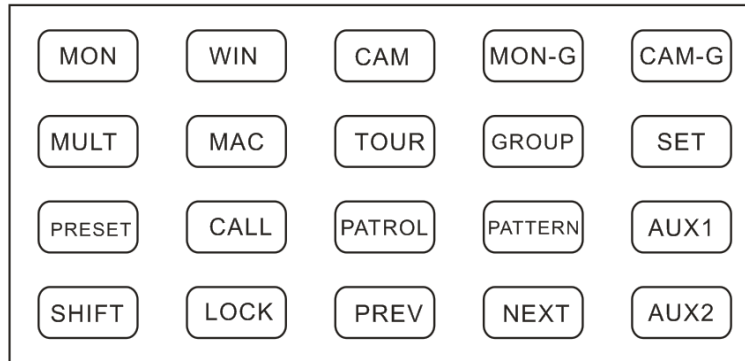 MON WIN CAM MON-G CAM-G
MULT MAC TOUR GROUP SET
PRESET CALL PATROL PATTERN AUX1
SHIFT LOCK PREV NEXT AUX2